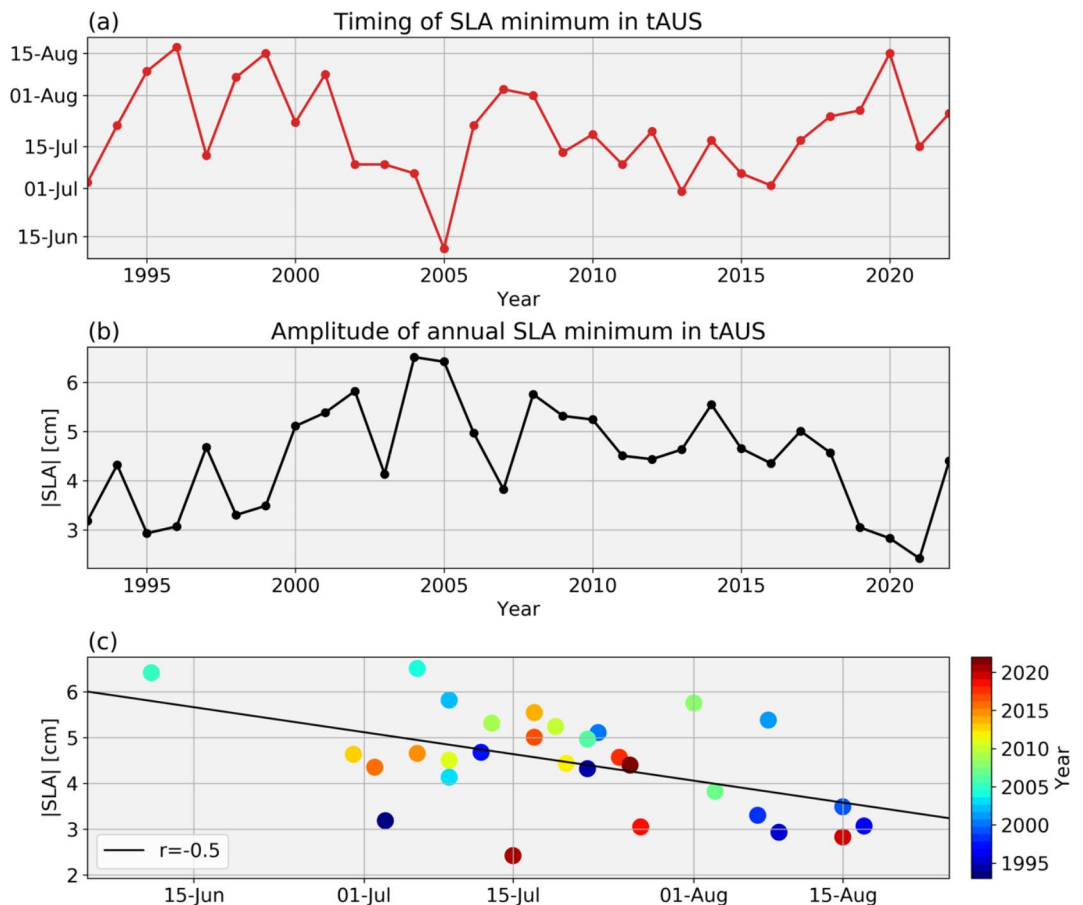 (a)
Timing of SLA minimum in tAUS
15-Aug
01-Aug
15-Jul
01-Jul
15-Jun
1995 2000 2005 2010 2015 2020
Year
(b)
Amplitude of annual SLA minimum in tAUS
|SLA| [cm]
6
5
4
3
1995 2000 2005 2010 2015 2020
Year
(c)
|SLA| [cm]
6
5
4
3
2
r=-0.5
15-Jun 01-Jul 15-Jul 01-Aug 15-Aug
2020
2015
2010
2005
2000
1995
Year